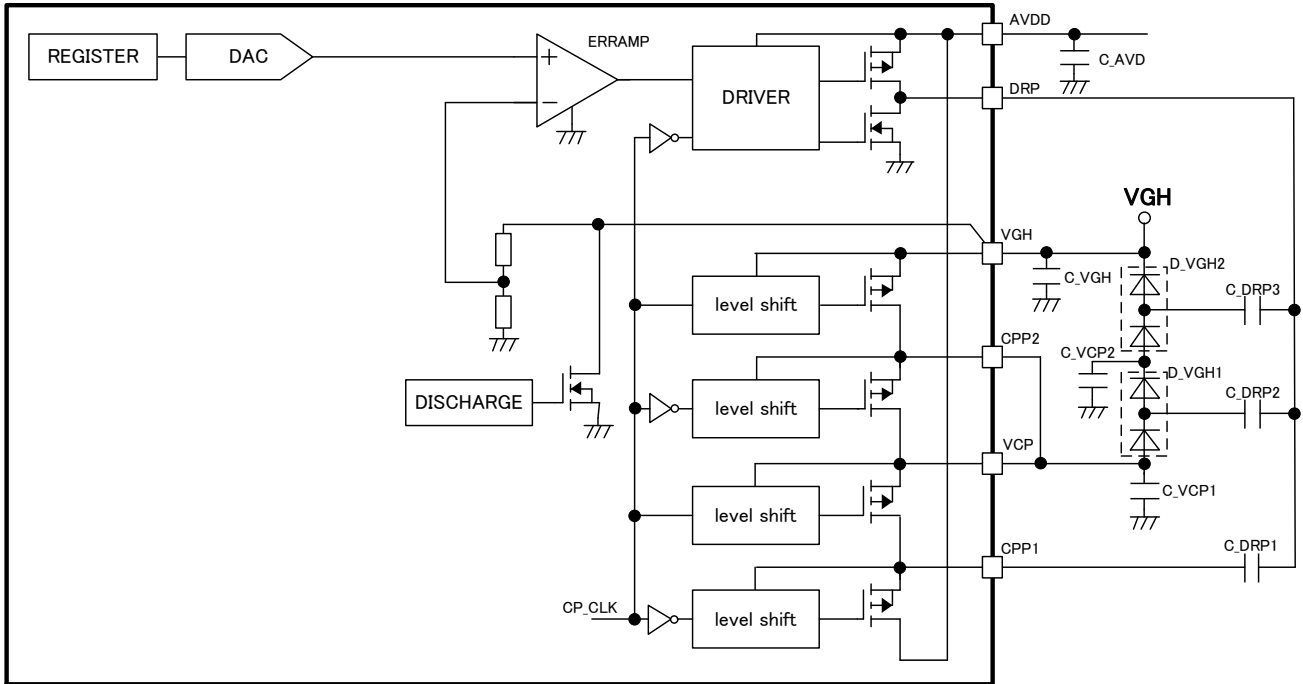 AVDD
REGISTER
DAC
ERRAMP
+
−
DRIVER
C_AVD
DRP
VGH
VGH
D_VGH2
C_VGH
C_DRP3
level shift
CPP2
C_VCP2
D_VGH1
DISCHARGE
level shift
C_DRP2
VCP
C_VCP1
level shift
CPP1
C_DRP1
CP_CLK
level shift